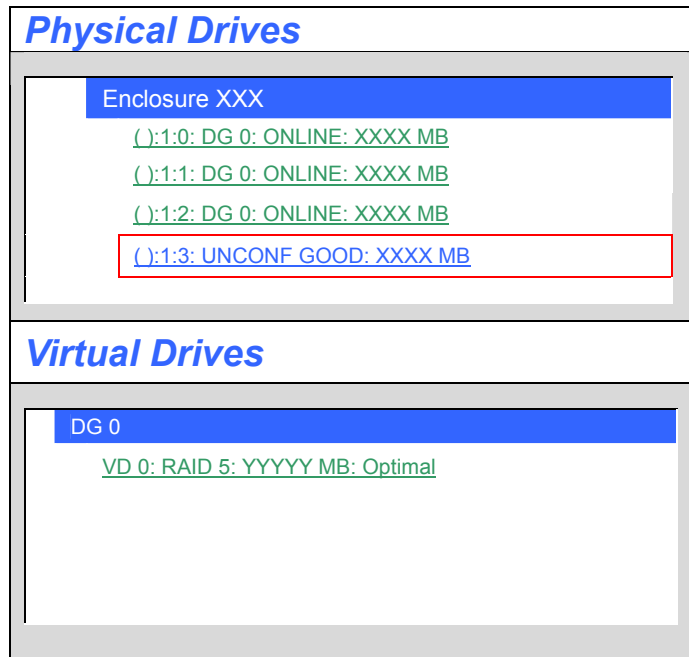 Physical Drives
Enclosure XXX
( ):1:0: DG 0: ONLINE: XXXX MB
( ):1:1: DG 0: ONLINE: XXXX MB
( ):1:2: DG 0: ONLINE: XXXX MB
( ):1:3: UNCONF GOOD: XXXX MB
Virtual Drives
DG 0
VD 0: RAID 5: YYYYY MB: Optimal